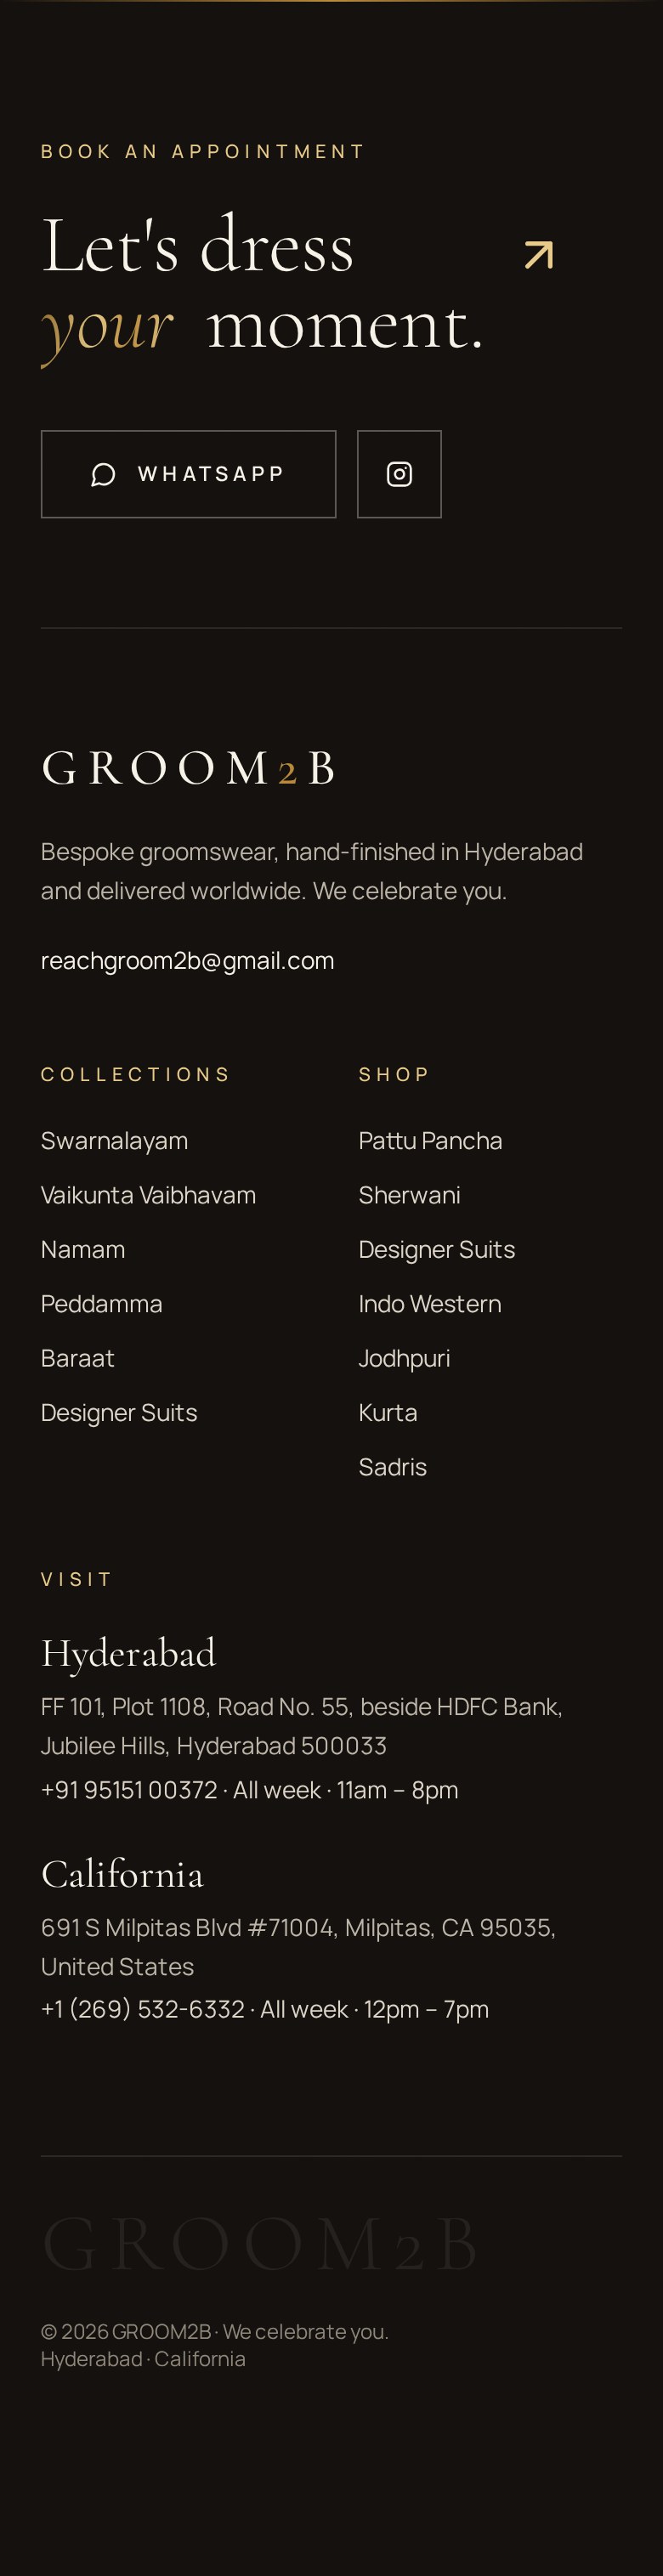 BOOK AN APPOINTMENT
Let's dress
your moment.
WHATSAPP
GROOM2B
Bespoke groomswear, hand-finished in Hyderabad
and delivered worldwide. We celebrate you.
reachgroom2b@gmail.com
COLLECTIONS
Swarnalayam
Vaikunta Vaibhavam
Namam
Peddamma
Baraat
Designer Suits
SHOP
Pattu Pancha
Sherwani
Designer Suits
Indo Western
Jodhpuri
Kurta
Sadris
VISIT
Hyderabad
FF 101, Plot 1108, Road No. 55, beside HDFC Bank,
Jubilee Hills, Hyderabad 500033
+91 95151 00372 · All week · 11am – 8pm
California
691 S Milpitas Blvd #71004, Milpitas, CA 95035,
United States
+1 (269) 532-6332 · All week · 12pm – 7pm
GROOM2B
© 2026 GROOM2B · We celebrate you.
Hyderabad · California